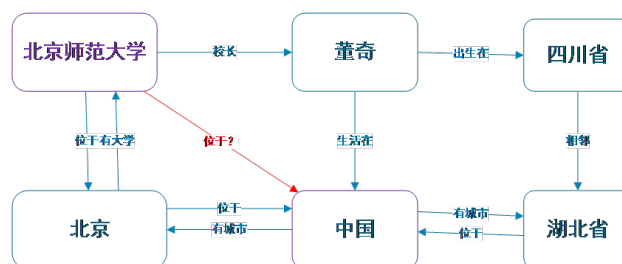 北京师范大学
校长
董奇
出生在
四川省
位于有大学
位于?
生活在
相邻
北京
位于
有城市
中国
有城市
位于
湖北省